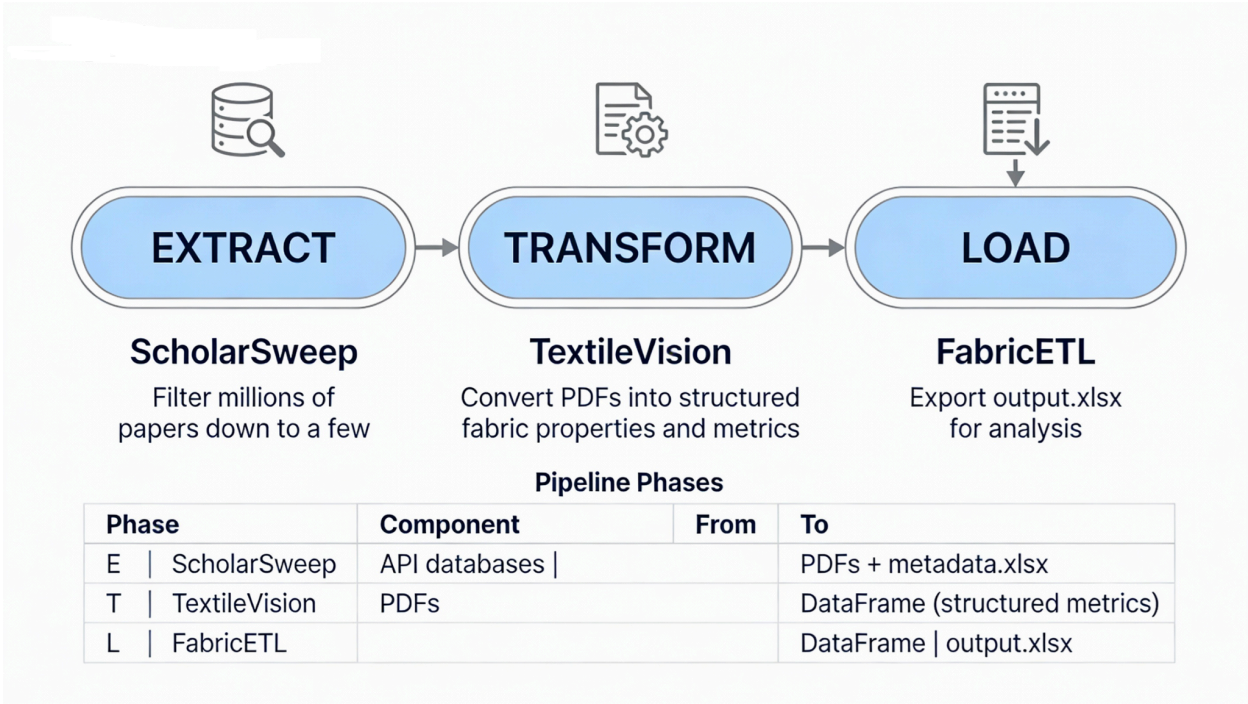 EXTRACT
TRANSFORM
LOAD
ScholarSweep
Filter millions of
papers down to a few
TextileVision
Convert PDFs into structured
fabric properties and metrics
FabricETL
Export output.xlsx
for analysis
Pipeline Phases
Phase Component From To
E | ScholarSweep API databases | PDFs + metadata.xlsx
T | TextileVision PDFs DataFrame (structured metrics)
L | FabricETL DataFrame | output.xlsx